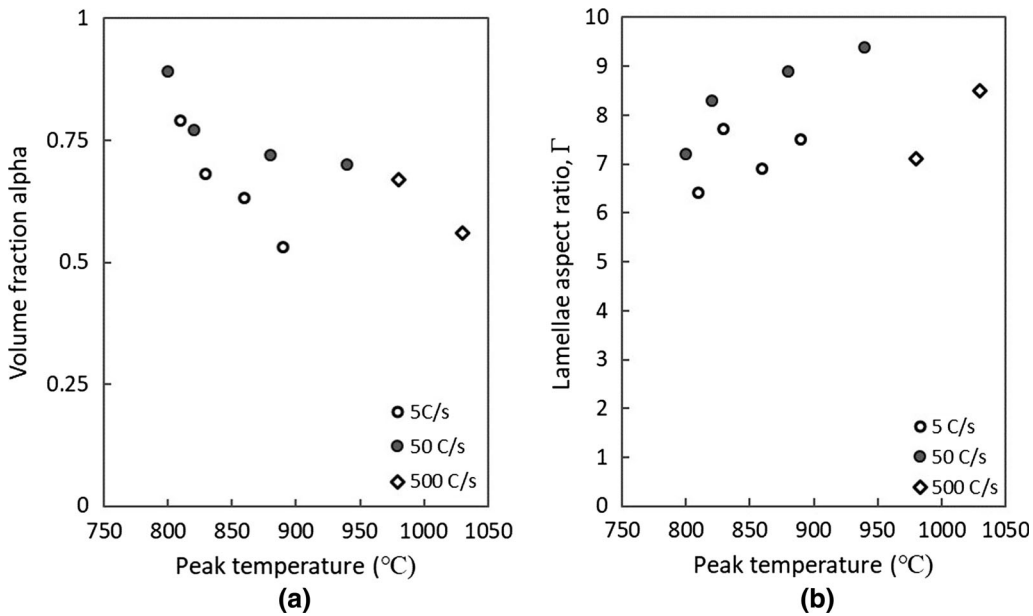 1
0.75
0.5
0.25
0
Volume fraction alpha
5C/s
50 C/s
500 C/s
750 800 850 900 950 1000 1050
Peak temperature (°C)
(a)
10
9
8
7
6
5
4
3
2
1
0
Lamellae aspect ratio, Γ
5 C/s
50 C/s
500 C/s
750 800 850 900 950 1000 1050
Peak temperature (°C)
(b)